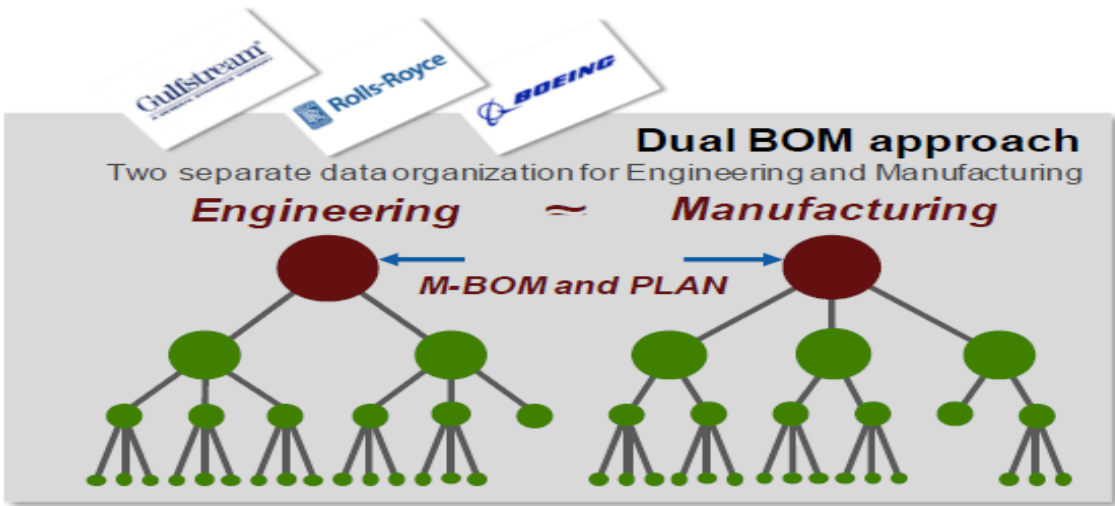 Gulfstream
Rolls-Royce
BOEING
Dual BOM approach
Two separate data organization for Engineering and Manufacturing
Engineering ~ Manufacturing
M-BOM and PLAN